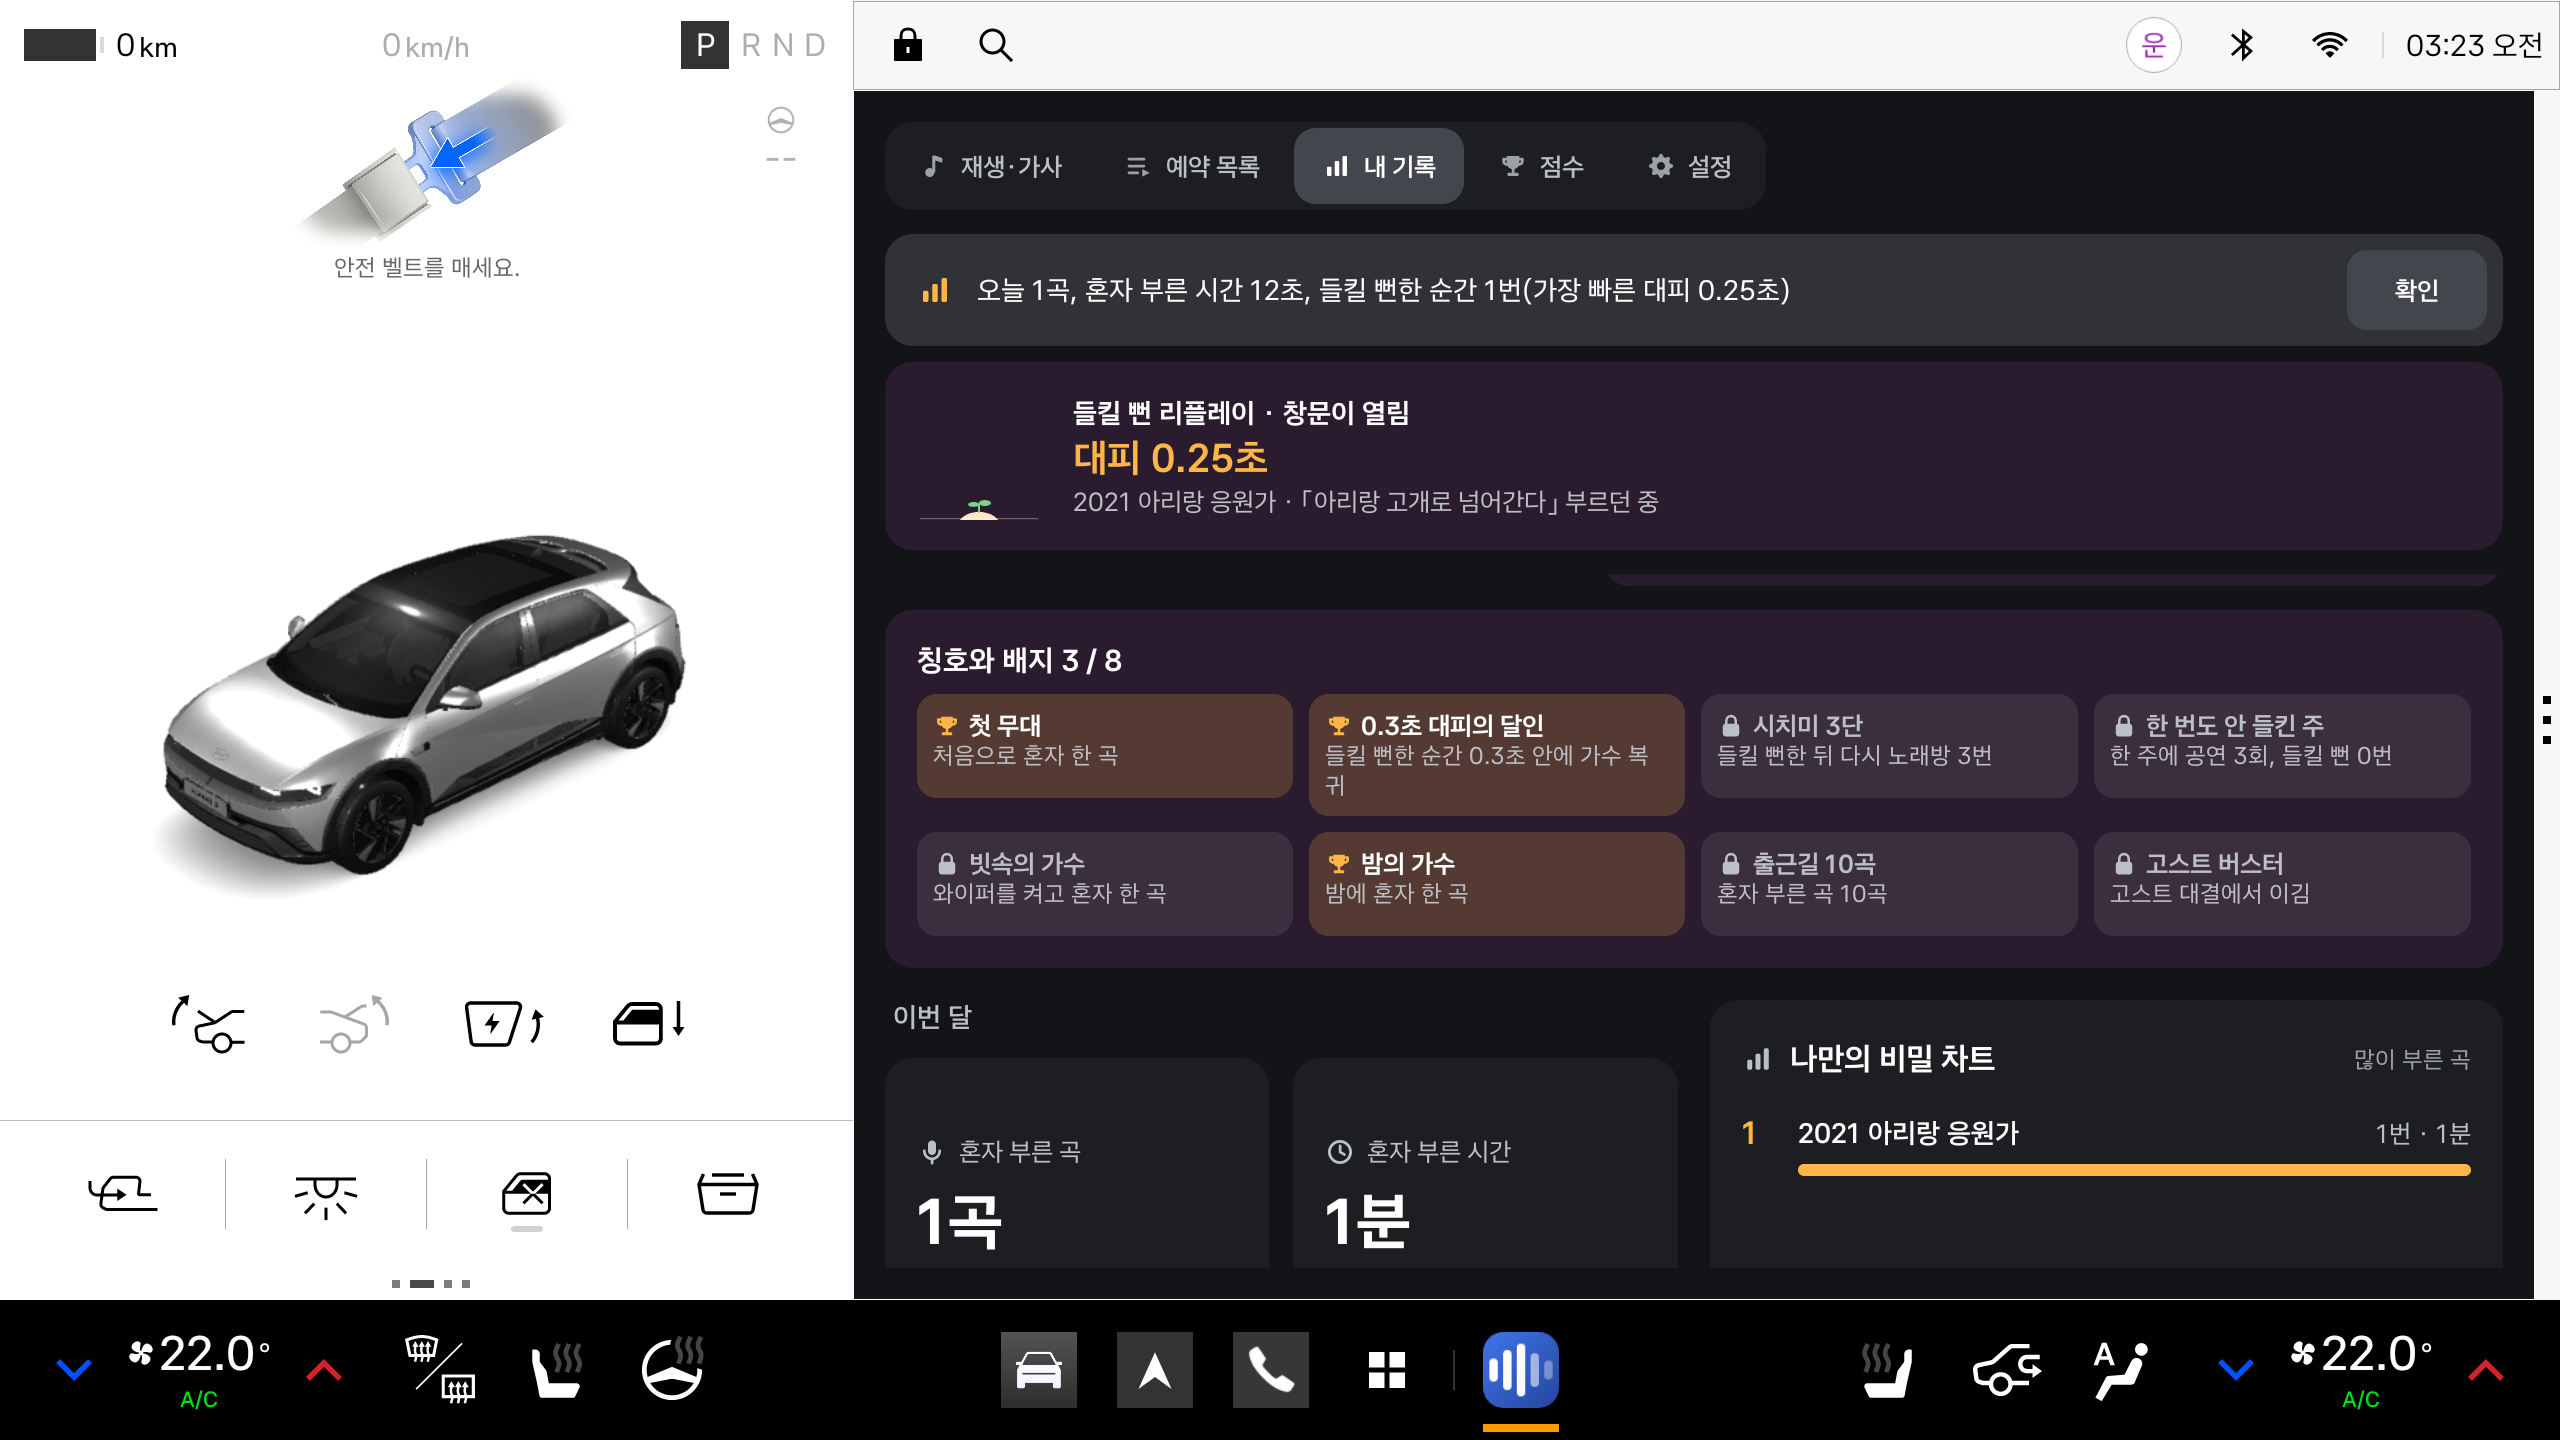 0 km
0 km/h
P R N D
운
03:23 오전
안전 벨트를 매세요.
재생·가사
예약 목록
내 기록
점수
설정
오늘 1곡, 혼자 부른 시간 12초, 들킬 뻔한 순간 1번(가장 빠른 대피 0.25초)
확인
들킬 뻔 리플레이 · 창문이 열림
대피 0.25초
2021 아리랑 응원가 · 「아리랑 고개로 넘어간다」 부르던 중
칭호와 배지 3 / 8
첫 무대
처음으로 혼자 한 곡
0.3초 대피의 달인
들킬 뻔한 순간 0.3초 안에 가수 복
귀
시치미 3단
들킬 뻔한 뒤 다시 노래방 3번
한 번도 안 들킨 주
한 주에 공연 3회, 들킬 뻔 0번
빗속의 가수
와이퍼를 켜고 혼자 한 곡
밤의 가수
밤에 혼자 한 곡
출근길 10곡
혼자 부른 곡 10곡
고스트 버스터
고스트 대결에서 이김
이번 달
혼자 부른 곡
1곡
혼자 부른 시간
1분
나만의 비밀 차트
많이 부른 곡
1
2021 아리랑 응원가
1번 · 1분
22.0°
A/C
A
22.0°
A/C